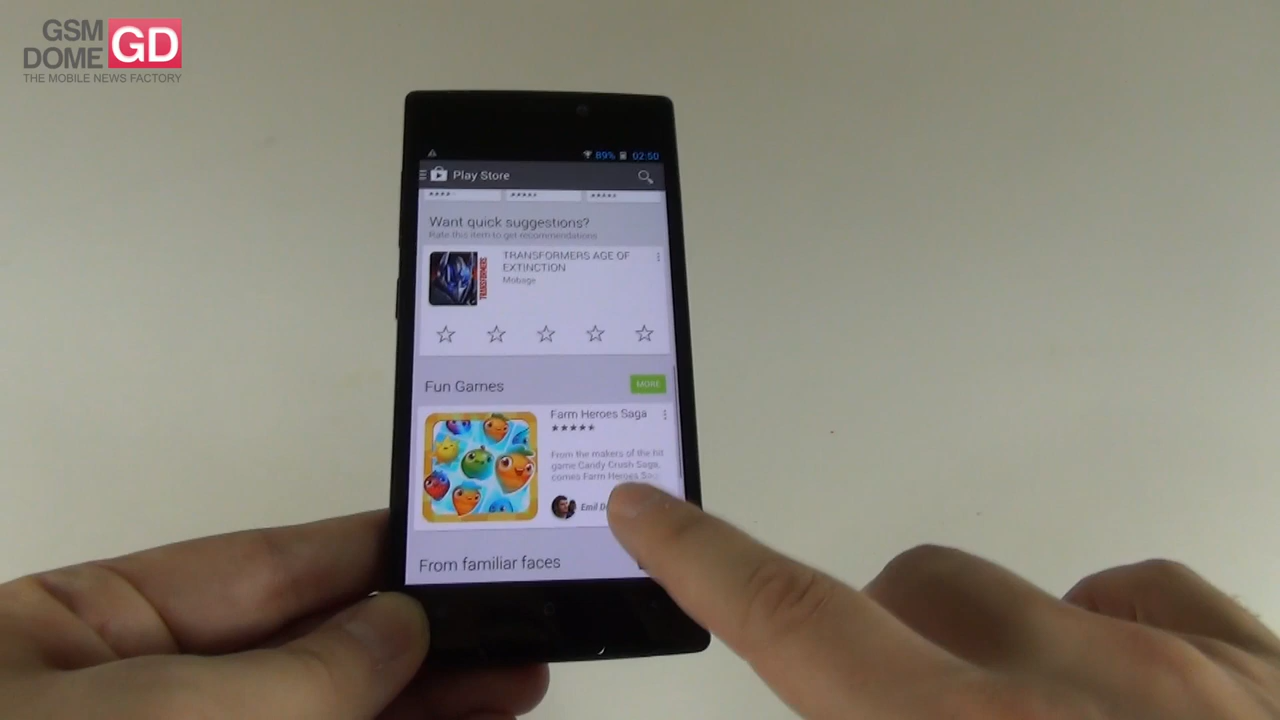 GSM
DOME GD
THE MOBILE NEWS FACTORY
89% 02:50
Play Store
Want quick suggestions?
Rate this item to get recommendations
TRANSFORMERS AGE OF
EXTINCTION
Mobage
TRANSFORMERS
Fun Games
MORE
Farm Heroes Saga
From the makers of the hit
game Candy Crush Saga,
comes Farm Heroes
Emil
From familiar faces